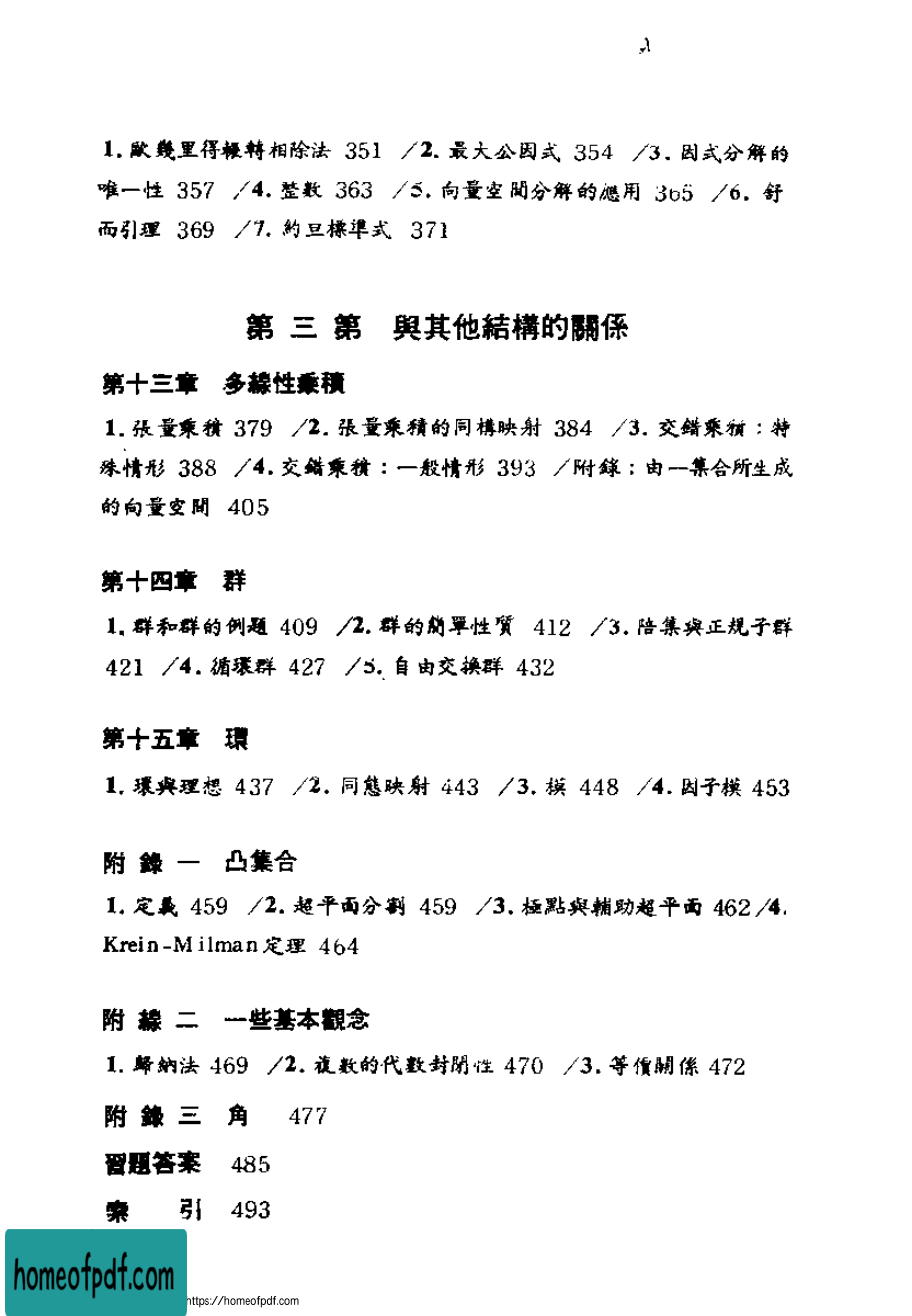 八
1. 歐幾里得輾轉相除法 351 /2. 最大公因式 354 /3. 因式分解的
唯一性 357 /4. 整數 363 /5. 向量空間分解的應用 365 /6. 舒
而引理 369 /7. 約旦標準式 371
第三第 與其他結構的關係
第十三章 多線性乘積
1. 張量乘積 379 /2. 張量乘積的同構映射 384 /3. 交錯乘積：特
殊情形 388 /4. 交錯乘積：一般情形 393 /附錄：由一集合所生成
的向量空間 405
第十四章 群
1. 群和群的例題 409 /2. 群的簡單性質 412 /3. 陪集與正規子群
421 /4. 循環群 427 /5. 自由交換群 432
第十五章 環
1. 環與理想 437 /2. 同態映射 443 /3. 模 448 /4. 因子模 453
附錄一 凸集合
1. 定義 459 /2. 超平面分割 459 /3. 極點與輔助超平面 462 /4.
Krein-Milman定理 464
附線二 一些基本觀念
1. 歸納法 469 /2. 複數的代數封閉性 470 /3. 等價關係 472
附錄三 角 477
習題答案 485
索引 493
homeofpdf.com
https://homeofpdf.com